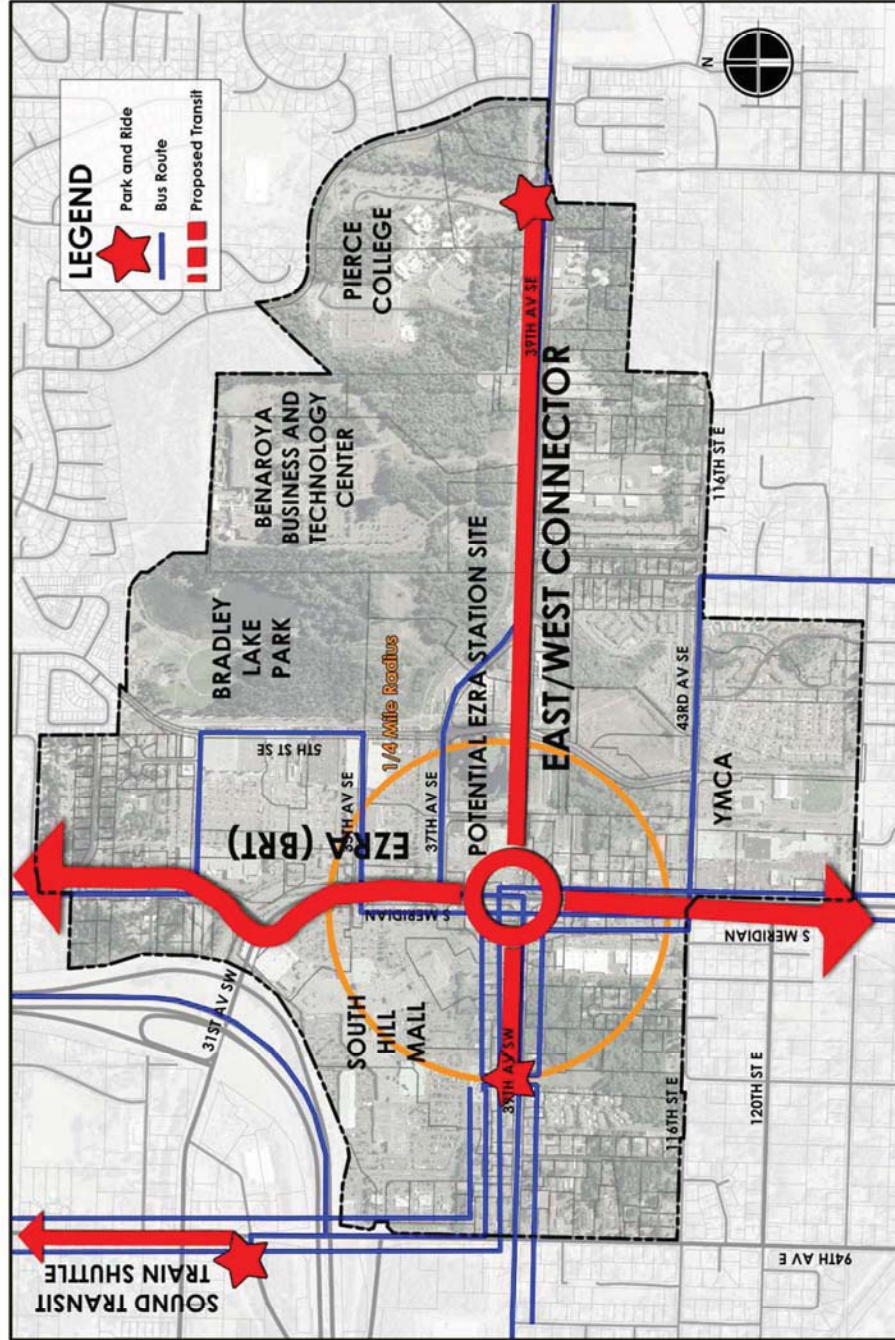 LEGEND
Park and Ride
Bus Route
Proposed Transit
N
PIERCE
COLLEGE
BENAROYA
BUSINESS AND
TECHNOLOGY
CENTER
BRADLEY
LAKE
PARK
39TH AV SE
EAST/WEST CONNECTOR
POTENTIAL EZRA STATION SITE
1/4 Mile Radius
5TH ST SE
35TH AV SE
37TH AV SE
EZRA (BRT)
116TH ST E
43RD AV SE
YMCA
S MERIDIAN
S MERIDIAN
31ST AV SW
SOUTH
HILL
MALL
39TH AV SW
116TH ST E
120TH ST E
94TH AV E
SOUND TRANSIT
TRAIN SHUTTLE